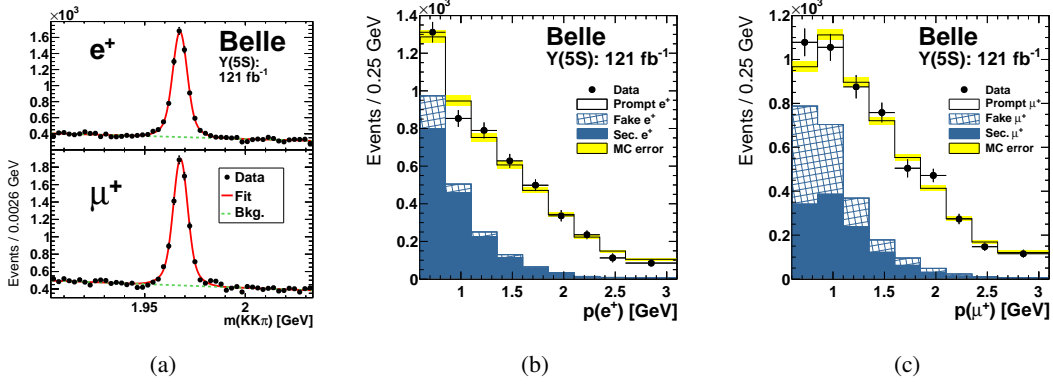 ×10³
e⁺
Belle
Υ(5S):
121 fb⁻¹
1.6
1.4
1.2
1
0.8
0.6
0.4
μ⁺
Data
Fit
Bkg.
1.8
1.6
1.4
1.2
1
0.8
0.6
0.4
Events / 0.0026 GeV
1.95
2
m(KKπ) [GeV]
(a)
×10³
Events / 0.25 GeV
1.4
1.2
1
0.8
0.6
0.4
0.2
0
Belle
Υ(5S): 121 fb⁻¹
Data
Prompt e⁺
Fake e⁺
Sec. e⁺
MC error
1
1.5
2
2.5
3
p(e⁺) [GeV]
(b)
×10³
Events / 0.25 GeV
1.2
1
0.8
0.6
0.4
0.2
0
Belle
Υ(5S): 121 fb⁻¹
Data
Prompt μ⁺
Fake μ⁺
Sec. μ⁺
MC error
1
1.5
2
2.5
3
p(μ⁺) [GeV]
(c)